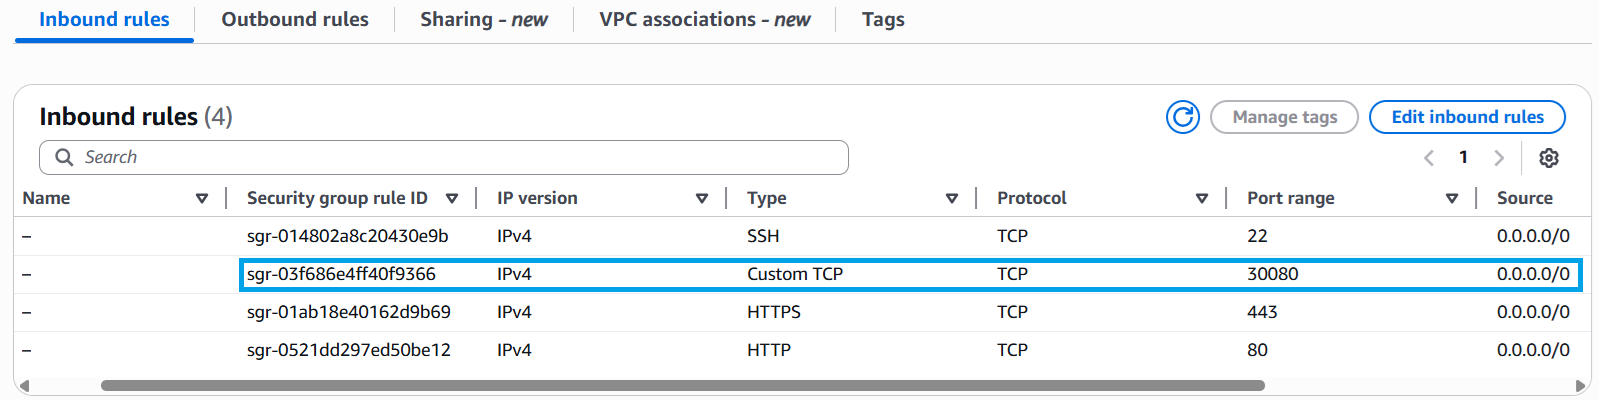 Inbound rules Outbound rules Sharing - new VPC associations - new Tags
Inbound rules (4) Manage tags Edit inbound rules
Search 1
Name Security group rule ID IP version Type Protocol Port range Source
– sgr-014802a8c20430e9b IPv4 SSH TCP 22 0.0.0.0/0
– sgr-03f686e4ff40f9366 IPv4 Custom TCP TCP 30080 0.0.0.0/0
– sgr-01ab18e40162d9b69 IPv4 HTTPS TCP 443 0.0.0.0/0
– sgr-0521dd297ed50be12 IPv4 HTTP TCP 80 0.0.0.0/0